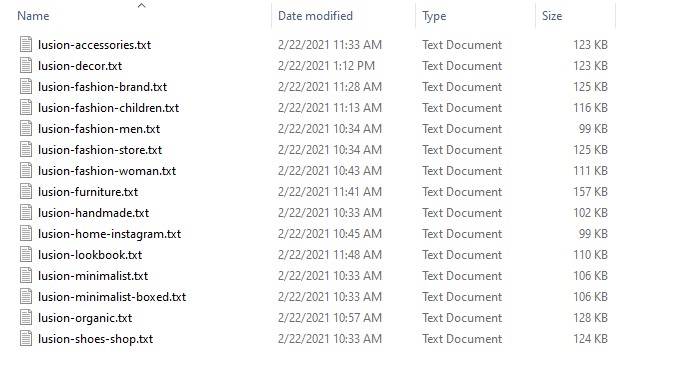 Name Date modified Type Size
lusion-accessories.txt 2/22/2021 11:33 AM Text Document 123 KB
lusion-decor.txt 2/22/2021 1:12 PM Text Document 123 KB
lusion-fashion-brand.txt 2/22/2021 11:28 AM Text Document 125 KB
lusion-fashion-children.txt 2/22/2021 11:13 AM Text Document 116 KB
lusion-fashion-men.txt 2/22/2021 10:34 AM Text Document 99 KB
lusion-fashion-store.txt 2/22/2021 10:34 AM Text Document 125 KB
lusion-fashion-woman.txt 2/22/2021 10:43 AM Text Document 111 KB
lusion-furniture.txt 2/22/2021 11:41 AM Text Document 157 KB
lusion-handmade.txt 2/22/2021 10:33 AM Text Document 102 KB
lusion-home-instagram.txt 2/22/2021 10:45 AM Text Document 99 KB
lusion-lookbook.txt 2/22/2021 11:48 AM Text Document 110 KB
lusion-minimalist.txt 2/22/2021 10:33 AM Text Document 106 KB
lusion-minimalist-boxed.txt 2/22/2021 10:33 AM Text Document 106 KB
lusion-organic.txt 2/22/2021 10:57 AM Text Document 128 KB
lusion-shoes-shop.txt 2/22/2021 10:33 AM Text Document 124 KB